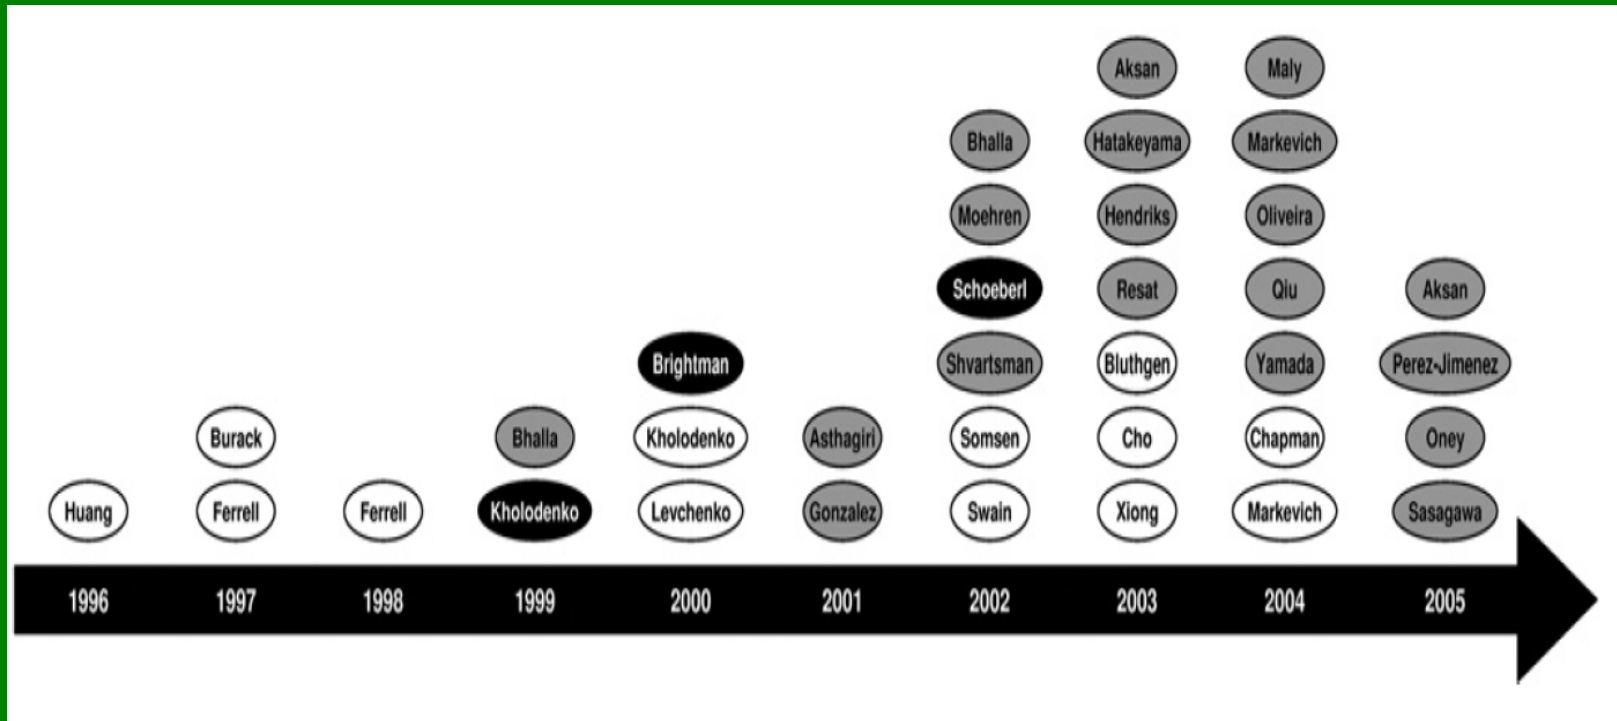 Aksan Maly
Bhalla Hatakeyama Markevich
Moehren Hendriks Oliveira
Schoeberl Resat Qiu Aksan
Brightman Shvartsman Bluthgen Yamada Perez-Jimenez
Burack Bhalla Kholodenko Asthagiri Somsen Cho Chapman Oney
Huang Ferrell Ferrell Kholodenko Levchenko Gonzalez Swain Xiong Markevich Sasagawa
1996 1997 1998 1999 2000 2001 2002 2003 2004 2005